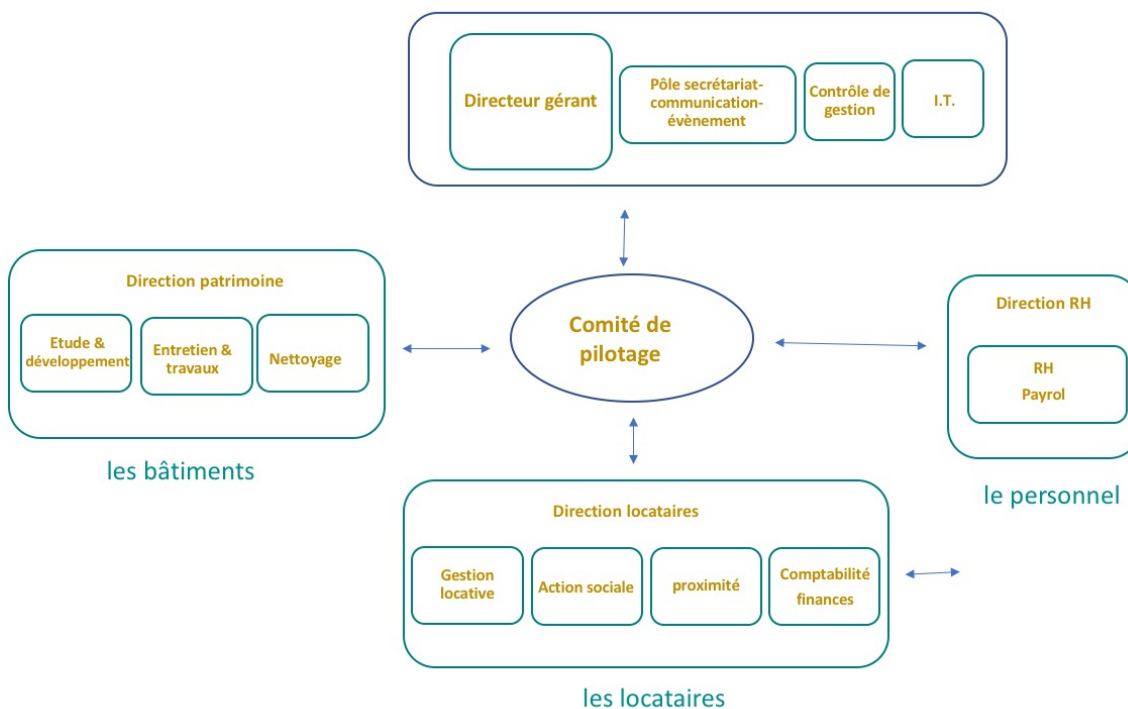 Directeur gérant
Pôle secrétariat-
communication-
évènement
Contrôle de
gestion
I.T.
Direction patrimoine
Etude &
développement
Entretien &
travaux
Nettoyage
les bâtiments
Comité de
pilotage
Direction RH
RH
Payrol
le personnel
Direction locataires
Gestion
locative
Action sociale
proximité
Comptabilité
finances
les locataires